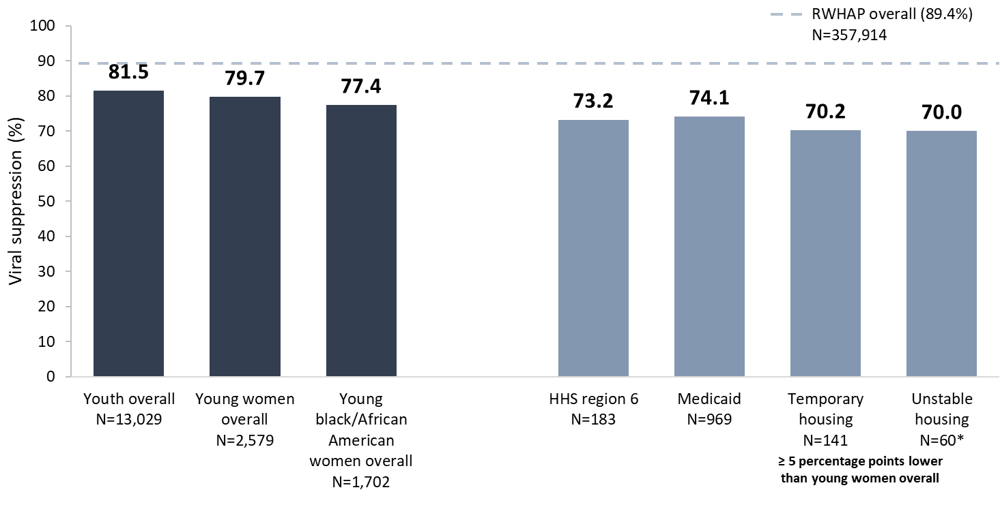 RWHAP overall (89.4%)
N=357,914
Viral suppression (%)
100
90
80
70
60
50
40
30
20
10
0
81.5
79.7
77.4
73.2
74.1
70.2
70.0
Youth overall
N=13,029
Young women
overall
N=2,579
Young
black/African
American
women overall
N=1,702
HHS region 6
N=183
Medicaid
N=969
Temporary
housing
N=141
Unstable
housing
N=60*
≥ 5 percentage points lower
than young women overall